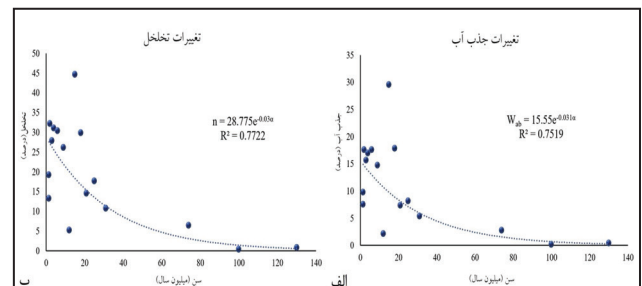 تغییرات جذب آب
35
30
25
20
15
10
5
0
جذب آب (درصد)
W_ab = 15.55e^-0.031α
R² = 0.7519
0 20 40 60 80 100 120 140
سن (میلیون سال)
الف
تغییرات تخلخل
50
45
40
35
30
25
20
15
10
5
0
تخلخل (درصد)
n = 28.775e^-0.03α
R² = 0.7722
0 20 40 60 80 100 120 140
سن (میلیون سال)
ب